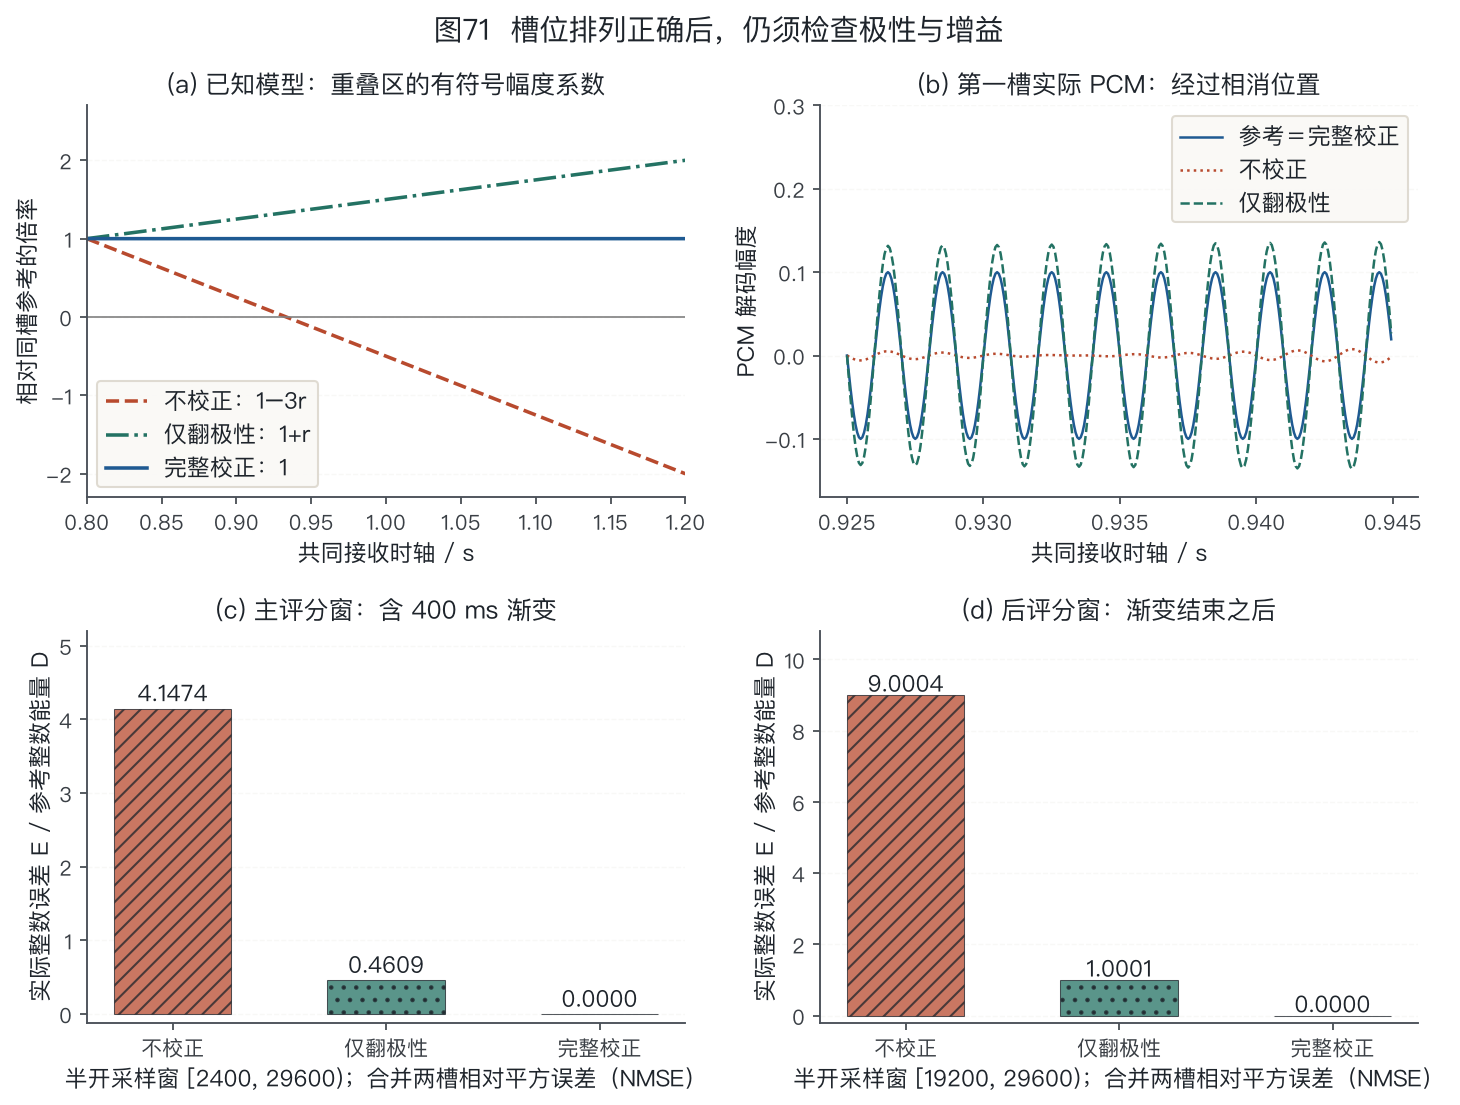 图71 槽位排列正确后，仍须检查极性与增益
(a) 已知模型：重叠区的有符号幅度系数
相对同槽参考的倍率
2
1
0
−1
−2
不校正：1−3r
仅翻极性：1+r
完整校正：1
0.80 0.85 0.90 0.95 1.00 1.05 1.10 1.15 1.20
共同接收时轴 / s
(b) 第一槽实际 PCM：经过相消位置
PCM 解码幅度
0.3
0.2
0.1
0.0
−0.1
参考＝完整校正
不校正
仅翻极性
0.925 0.930 0.935 0.940 0.945
共同接收时轴 / s
(c) 主评分窗：含 400 ms 渐变
实际整数误差 E / 参考整数能量 D
5
4
3
2
1
0
4.1474
0.4609
0.0000
不校正 仅翻极性 完整校正
半开采样窗 [2400, 29600)；合并两槽相对平方误差（NMSE）
(d) 后评分窗：渐变结束之后
实际整数误差 E / 参考整数能量 D
10
8
6
4
2
0
9.0004
1.0001
0.0000
不校正 仅翻极性 完整校正
半开采样窗 [19200, 29600)；合并两槽相对平方误差（NMSE）